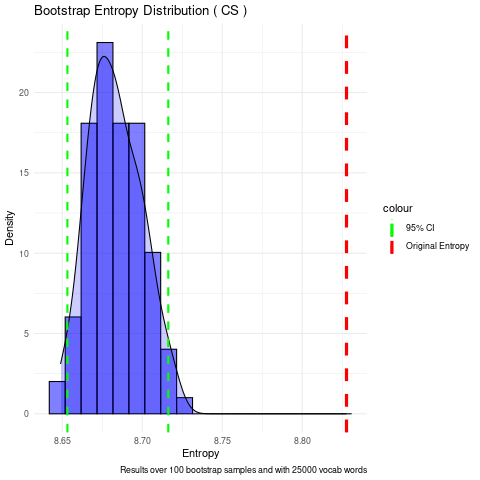 Bootstrap Entropy Distribution ( CS )
Density
20
15
10
5
0
8.65
8.70
8.75
8.80
Entropy
colour
95% CI
Original Entropy
Results over 100 bootstrap samples and with 25000 vocab words